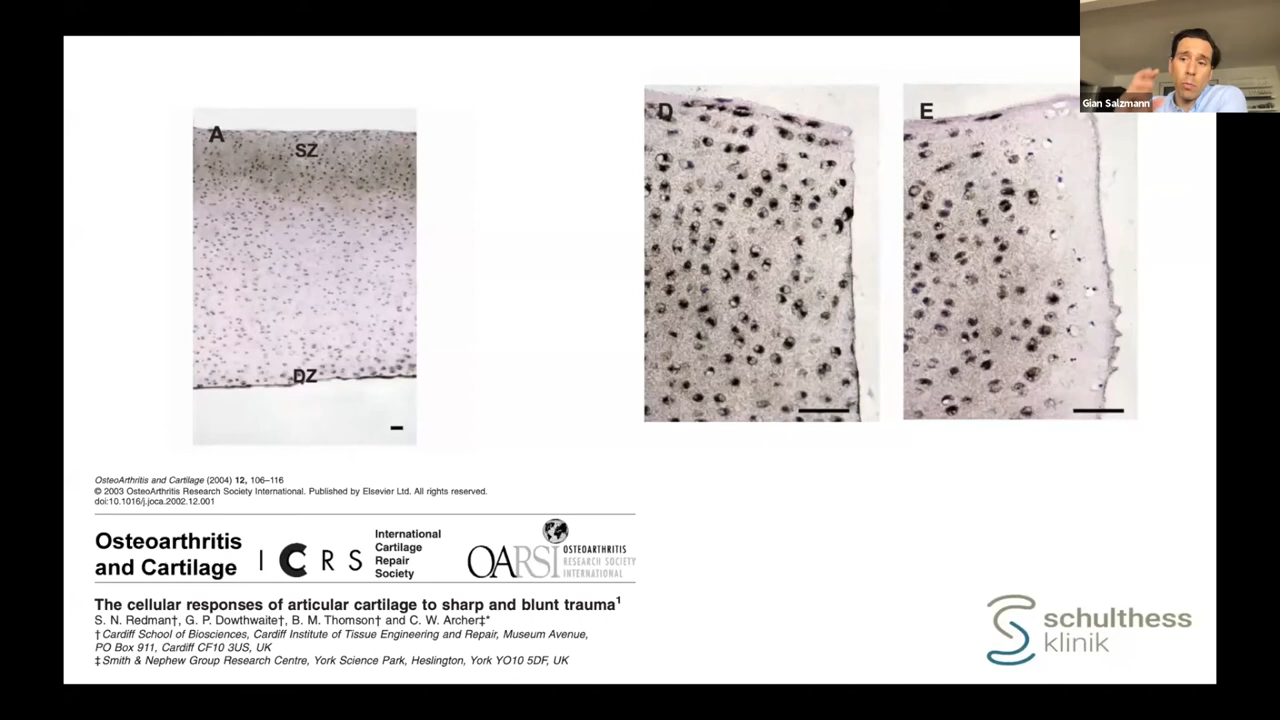 A
SZ
DZ
D
E
Gian Salzmann
OsteoArthritis and Cartilage (2004) 12, 106–116
© 2003 OsteoArthritis Research Society International. Published by Elsevier Ltd. All rights reserved.
doi:10.1016/j.joca.2002.12.001
Osteoarthritis
and Cartilage
I C R S
International
Cartilage
Repair
Society
OARSI
OSTEOARTHRITIS
RESEARCH SOCIETY
INTERNATIONAL
The cellular responses of articular cartilage to sharp and blunt trauma¹
S. N. Redman†, G. P. Dowthwaite†, B. M. Thomson† and C. W. Archer‡*
† Cardiff School of Biosciences, Cardiff Institute of Tissue Engineering and Repair, Museum Avenue,
PO Box 911, Cardiff CF10 3US, UK
‡ Smith & Nephew Group Research Centre, York Science Park, Heslington, York YO10 5DF, UK
schulthess
klinik